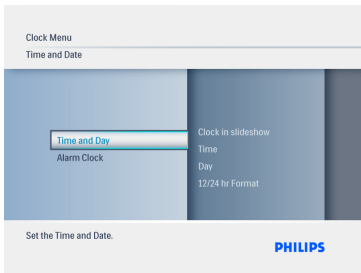 Clock Menu
Time and Date
Time and Day
Alarm Clock
Clock in slideshow
Time
Day
12/24 hr Format
Set the Time and Date.
PHILIPS